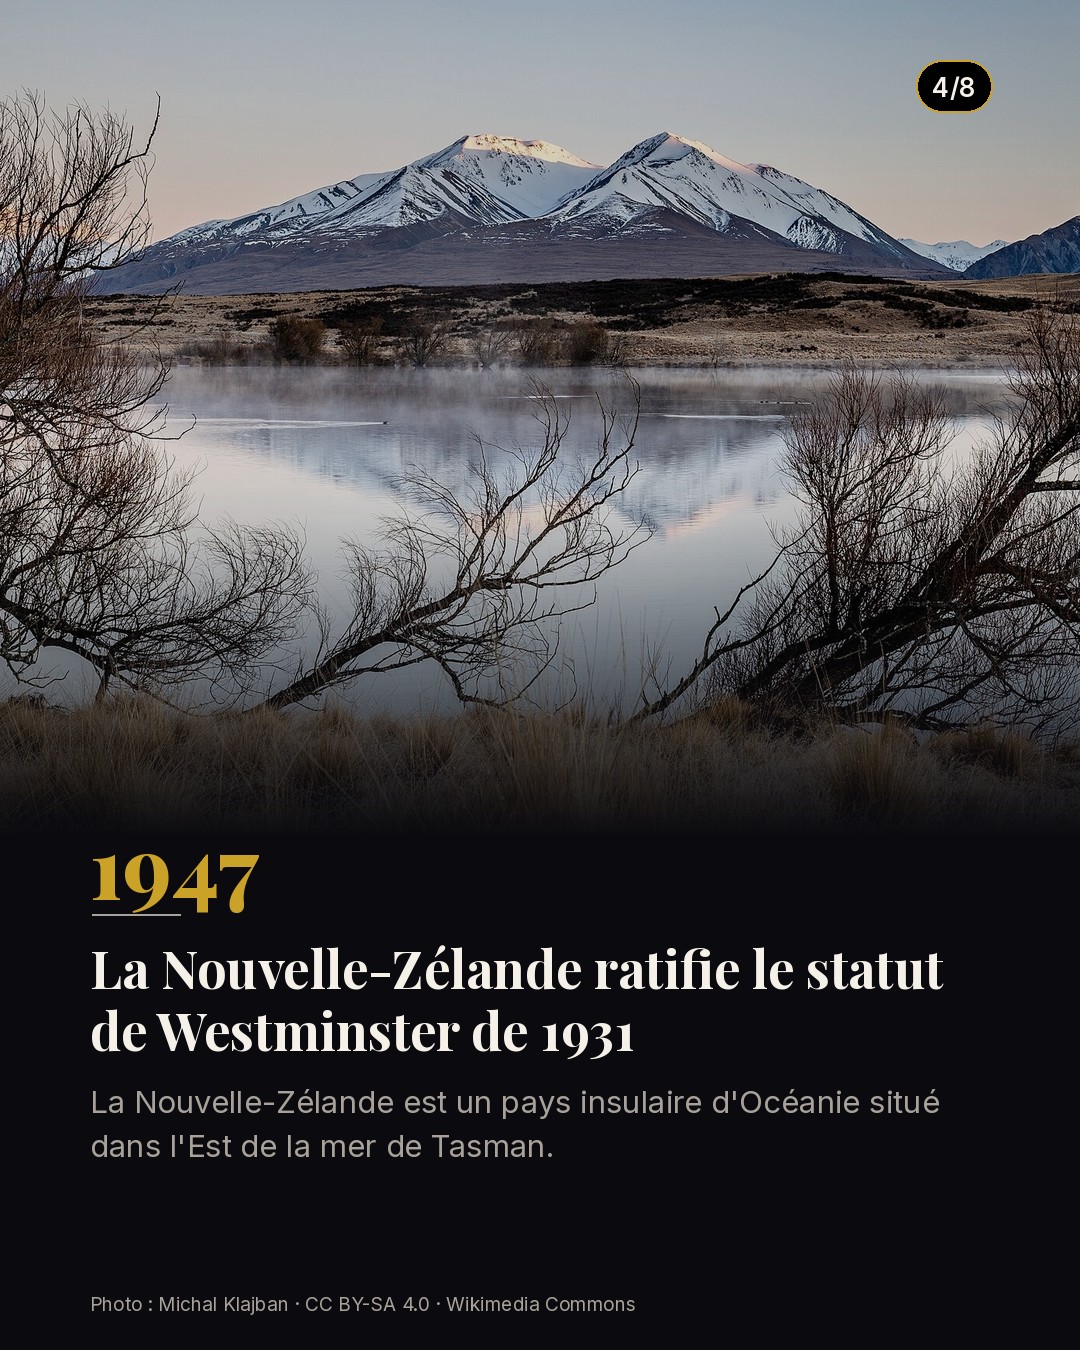 4/8
1947
La Nouvelle-Zélande ratifie le statut
de Westminster de 1931
La Nouvelle-Zélande est un pays insulaire d'Océanie situé
dans l'Est de la mer de Tasman.
Photo : Michal Klajban · CC BY-SA 4.0 · Wikimedia Commons